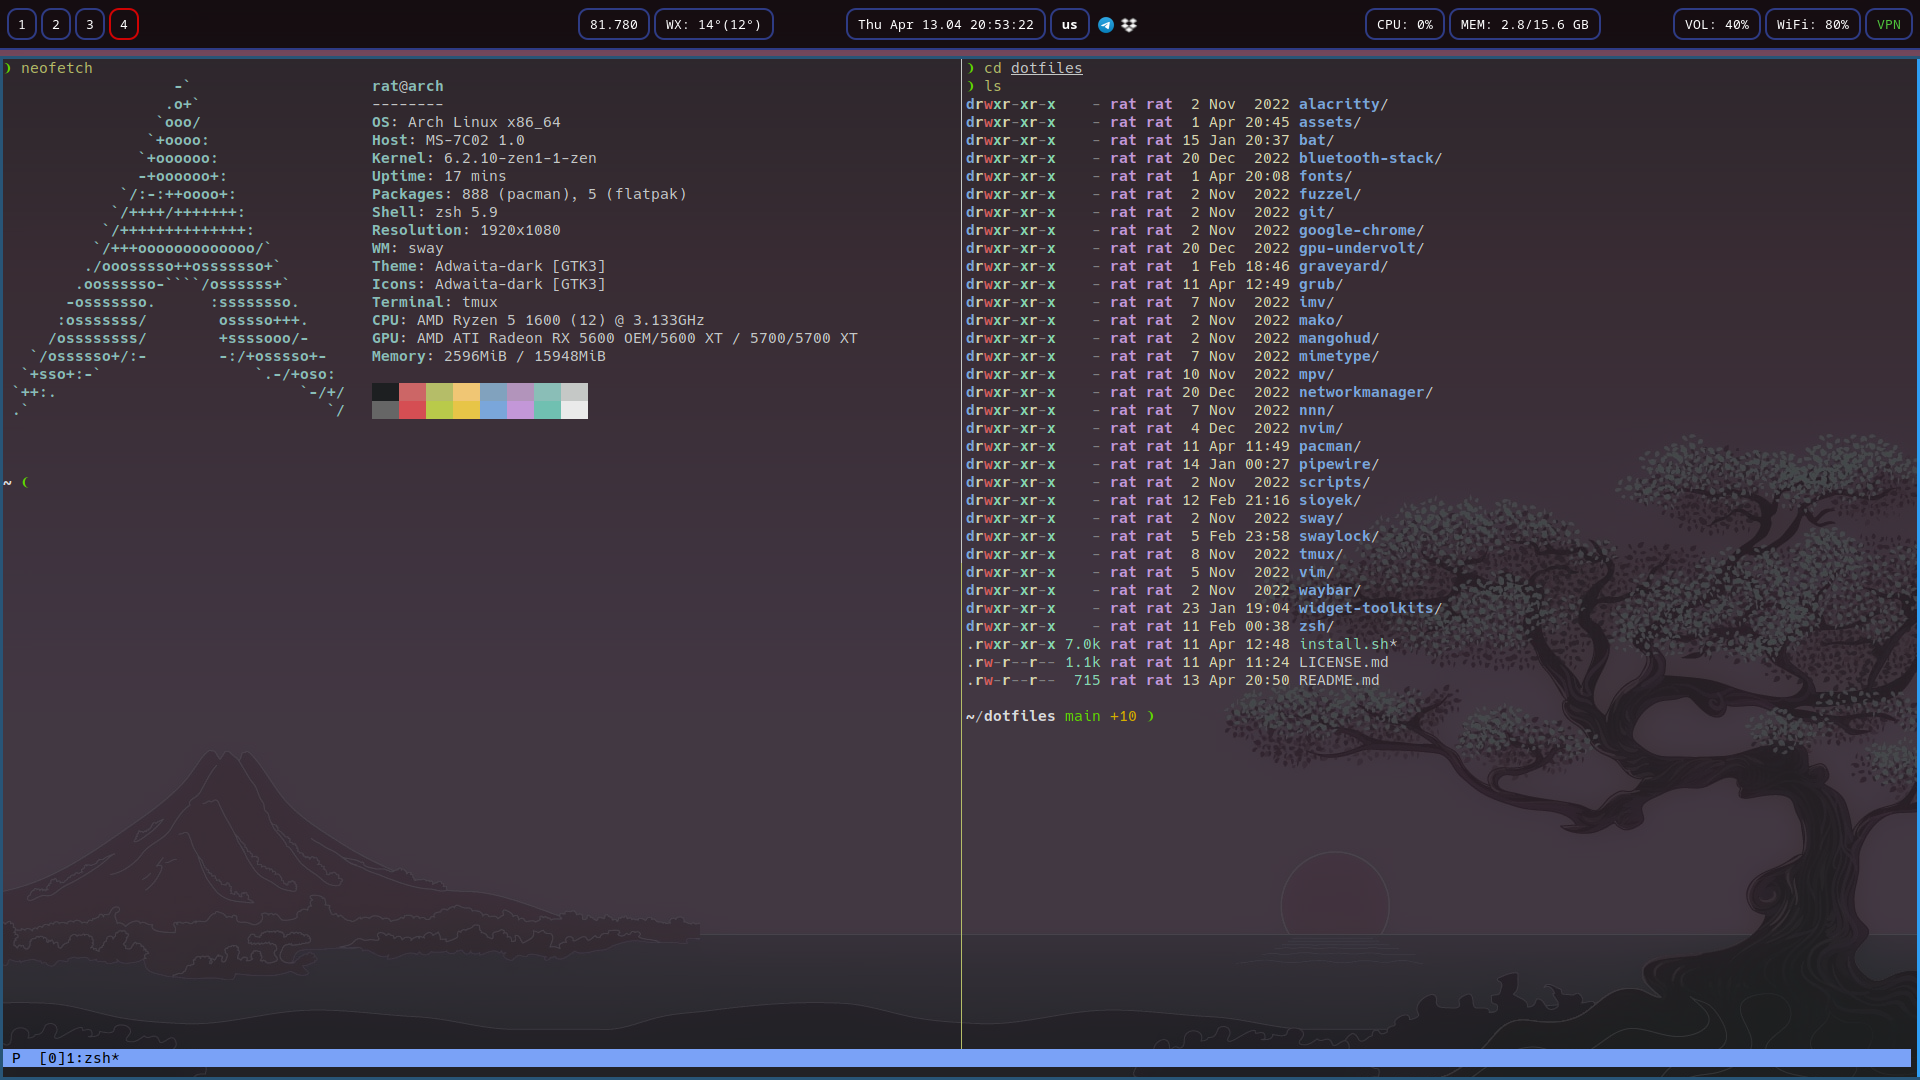 1 2 3 4 81.780 WX: 14°(12°) Thu Apr 13.04 20:53:22 us CPU: 0% MEM: 2.8/15.6 GB VOL: 40% WiFi: 80% VPN
❩ neofetch
                   -`
                  .o+`
                 `ooo/
                `+oooo:
               `+oooooo:
               -+oooooo+:
             `/:-:++oooo+:
            `/++++/+++++++:
           `/++++++++++++++:
          `/+++ooooooooooooo/`
         ./ooosssso++osssssso+`
        .oossssso-````/ossssss+`
       -osssssso.      :ssssssso.
      :osssssss/        osssso+++.
     /ossssssss/        +ssssooo/-
   `/ossssso+/:-        -:/+osssso+-
  `+sso+:-`                 `.-/+oso:
 `++:.                           `-/+/
 .`                                 `/
rat@arch
--------
OS: Arch Linux x86_64
Host: MS-7C02 1.0
Kernel: 6.2.10-zen1-1-zen
Uptime: 17 mins
Packages: 888 (pacman), 5 (flatpak)
Shell: zsh 5.9
Resolution: 1920x1080
WM: sway
Theme: Adwaita-dark [GTK3]
Icons: Adwaita-dark [GTK3]
Terminal: tmux
CPU: AMD Ryzen 5 1600 (12) @ 3.133GHz
GPU: AMD ATI Radeon RX 5600 OEM/5600 XT / 5700/5700 XT
Memory: 2596MiB / 15948MiB
~ ❨
❩ cd dotfiles
❩ ls
drwxr-xr-x    - rat rat  2 Nov  2022 alacritty/
drwxr-xr-x    - rat rat  1 Apr 20:45 assets/
drwxr-xr-x    - rat rat 15 Jan 20:37 bat/
drwxr-xr-x    - rat rat 20 Dec  2022 bluetooth-stack/
drwxr-xr-x    - rat rat  1 Apr 20:08 fonts/
drwxr-xr-x    - rat rat  2 Nov  2022 fuzzel/
drwxr-xr-x    - rat rat  2 Nov  2022 git/
drwxr-xr-x    - rat rat  2 Nov  2022 google-chrome/
drwxr-xr-x    - rat rat 20 Dec  2022 gpu-undervolt/
drwxr-xr-x    - rat rat  1 Feb 18:46 graveyard/
drwxr-xr-x    - rat rat 11 Apr 12:49 grub/
drwxr-xr-x    - rat rat  7 Nov  2022 imv/
drwxr-xr-x    - rat rat  2 Nov  2022 mako/
drwxr-xr-x    - rat rat  2 Nov  2022 mangohud/
drwxr-xr-x    - rat rat  7 Nov  2022 mimetype/
drwxr-xr-x    - rat rat 10 Nov  2022 mpv/
drwxr-xr-x    - rat rat 20 Dec  2022 networkmanager/
drwxr-xr-x    - rat rat  7 Nov  2022 nnn/
drwxr-xr-x    - rat rat  4 Dec  2022 nvim/
drwxr-xr-x    - rat rat 11 Apr 11:49 pacman/
drwxr-xr-x    - rat rat 14 Jan 00:27 pipewire/
drwxr-xr-x    - rat rat  2 Nov  2022 scripts/
drwxr-xr-x    - rat rat 12 Feb 21:16 sioyek/
drwxr-xr-x    - rat rat  2 Nov  2022 sway/
drwxr-xr-x    - rat rat  5 Feb 23:58 swaylock/
drwxr-xr-x    - rat rat  8 Nov  2022 tmux/
drwxr-xr-x    - rat rat  5 Nov  2022 vim/
drwxr-xr-x    - rat rat  2 Nov  2022 waybar/
drwxr-xr-x    - rat rat 23 Jan 19:04 widget-toolkits/
drwxr-xr-x    - rat rat 11 Feb 00:38 zsh/
.rwxr-xr-x 7.0k rat rat 11 Apr 12:48 install.sh*
.rw-r--r-- 1.1k rat rat 11 Apr 11:24 LICENSE.md
.rw-r--r--  715 rat rat 13 Apr 20:50 README.md
~/dotfiles main +10 ❩
P  [0]1:zsh*